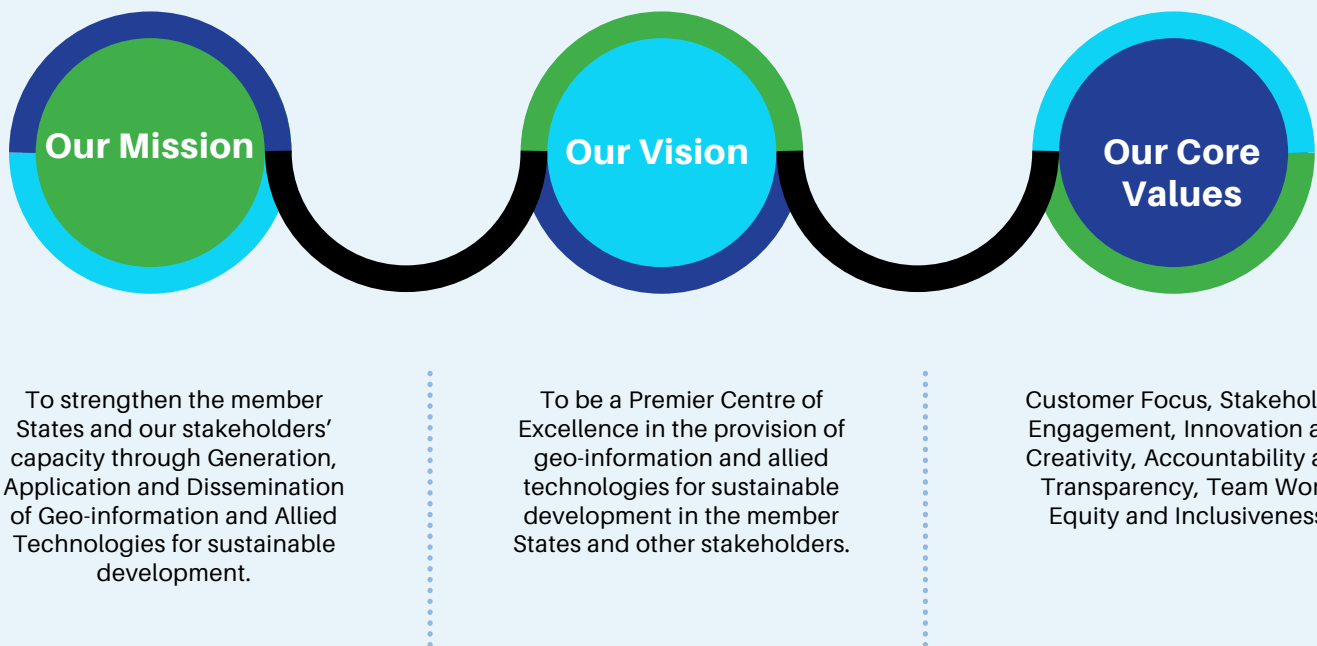 Our Mission
Our Vision
Our Core
Values
To strengthen the member
States and our stakeholders’
capacity through Generation,
Application and Dissemination
of Geo-information and Allied
Technologies for sustainable
development.
To be a Premier Centre of
Excellence in the provision of
geo-information and allied
technologies for sustainable
development in the member
States and other stakeholders.
Customer Focus,
Engagement, Innovation
Creativity, Accountability
Transparency, Team
Equity and Inclusiveness